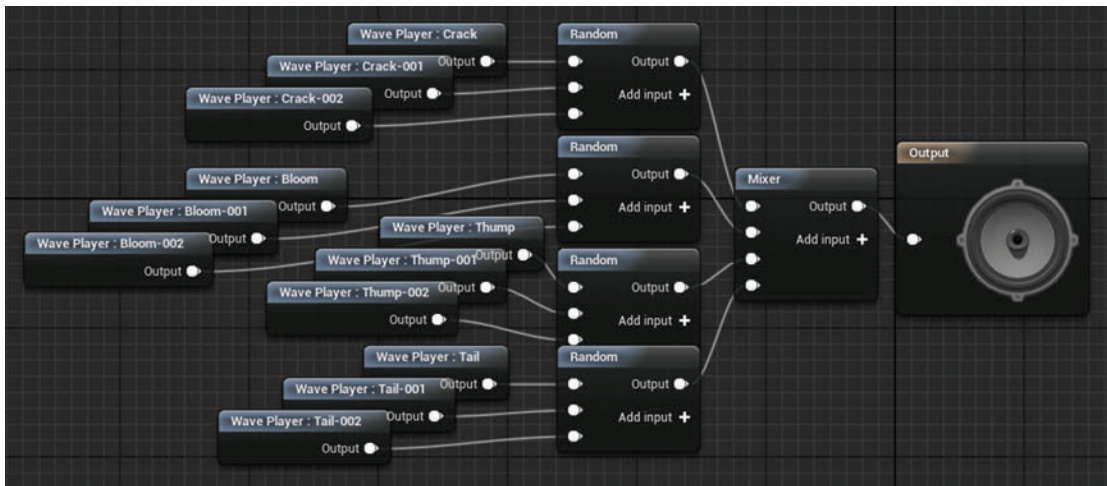 Wave Player : Crack
Output
Wave Player : Crack-001
Output
Wave Player : Crack-002
Output
Random
Output
Add input
Wave Player : Bloom
Output
Wave Player : Bloom-001
Output
Wave Player : Bloom-002
Output
Random
Output
Add input
Wave Player : Thump
Output
Wave Player : Thump-001
Output
Wave Player : Thump-002
Output
Random
Output
Add input
Wave Player : Tail
Output
Wave Player : Tail-001
Output
Wave Player : Tail-002
Output
Random
Output
Add input
Mixer
Output
Add input
Output